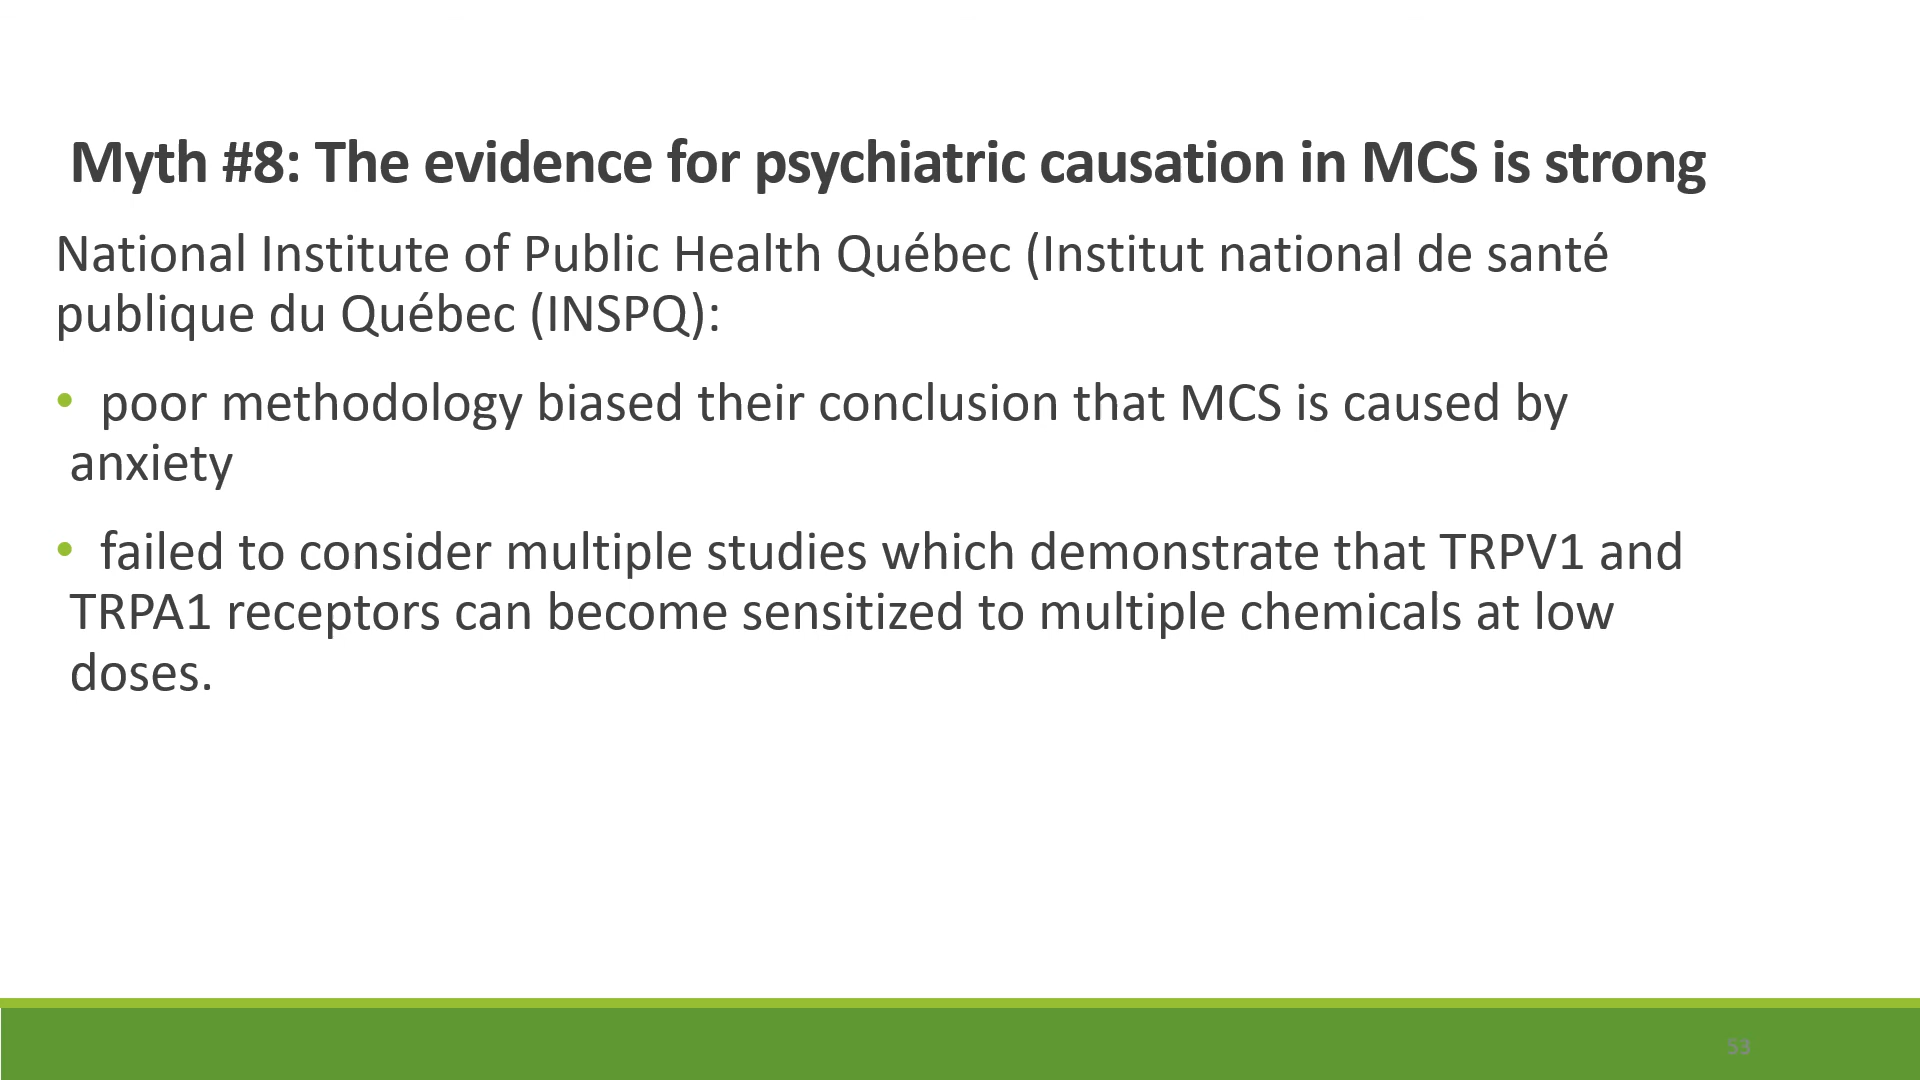 Myth #8: The evidence for psychiatric causation in MCS is strong
National Institute of Public Health Québec (Institut national de santé
publique du Québec (INSPQ):
• poor methodology biased their conclusion that MCS is caused by
anxiety
• failed to consider multiple studies which demonstrate that TRPV1 and
TRPA1 receptors can become sensitized to multiple chemicals at low
doses.
53